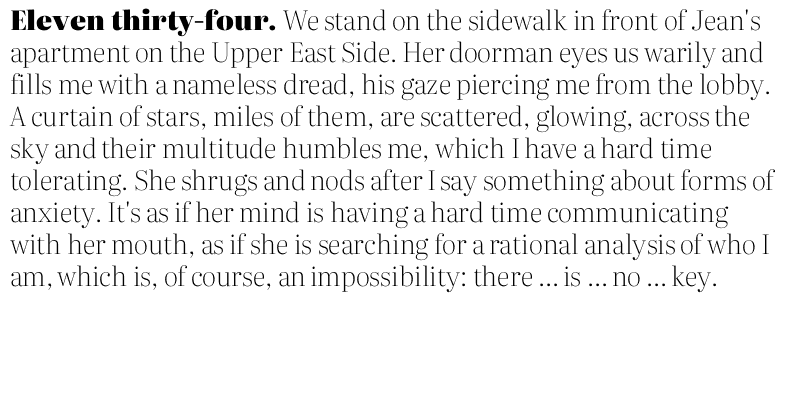 Eleven thirty-four. We stand on the sidewalk in front of Jean's
apartment on the Upper East Side. Her doorman eyes us warily and
fills me with a nameless dread, his gaze piercing me from the lobby.
A curtain of stars, miles of them, are scattered, glowing, across the
sky and their multitude humbles me, which I have a hard time
tolerating. She shrugs and nods after I say something about forms of
anxiety. It's as if her mind is having a hard time communicating
with her mouth, as if she is searching for a rational analysis of who I
am, which is, of course, an impossibility: there ... is ... no ... key.